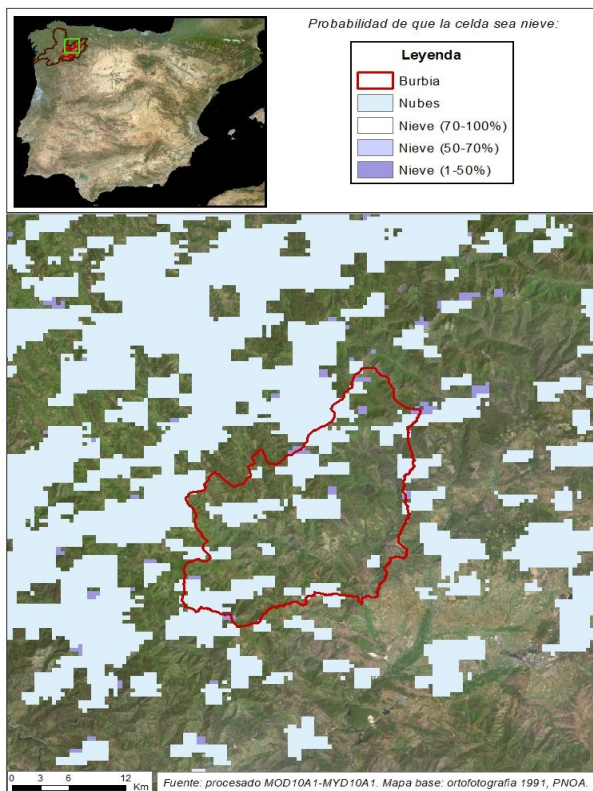 Probabilidad de que la celda sea nieve:
Leyenda
Burbia
Nubes
Nieve (70-100%)
Nieve (50-70%)
Nieve (1-50%)
0 3 6 12
Km
Fuente: procesado MOD10A1-MYD10A1. Mapa base: ortofotografia 1991, PNOA.